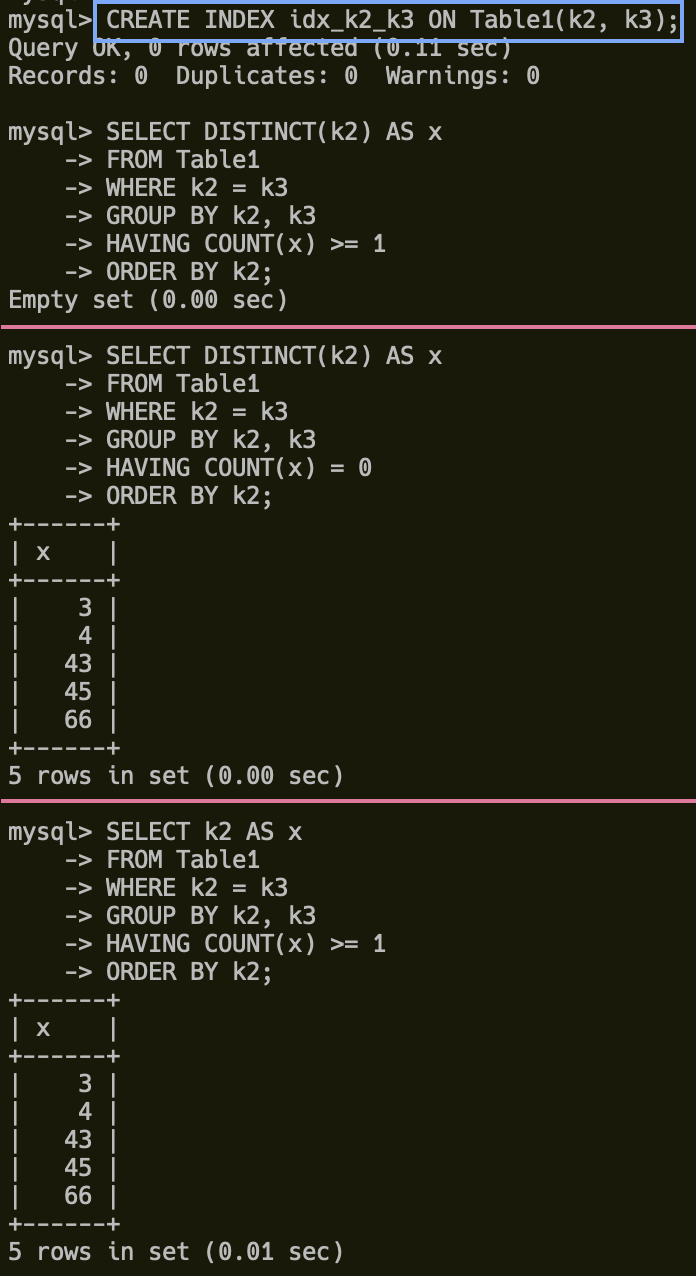 mysql> CREATE INDEX idx_k2_k3 ON Table1(k2, k3);
Query OK, 0 rows affected (0.11 sec)
Records: 0  Duplicates: 0  Warnings: 0
mysql> SELECT DISTINCT(k2) AS x
    -> FROM Table1
    -> WHERE k2 = k3
    -> GROUP BY k2, k3
    -> HAVING COUNT(x) >= 1
    -> ORDER BY k2;
Empty set (0.00 sec)
mysql> SELECT DISTINCT(k2) AS x
    -> FROM Table1
    -> WHERE k2 = k3
    -> GROUP BY k2, k3
    -> HAVING COUNT(x) = 0
    -> ORDER BY k2;
+------+
| x    |
+------+
|    3 |
|    4 |
|   43 |
|   45 |
|   66 |
+------+
5 rows in set (0.00 sec)
mysql> SELECT k2 AS x
    -> FROM Table1
    -> WHERE k2 = k3
    -> GROUP BY k2, k3
    -> HAVING COUNT(x) >= 1
    -> ORDER BY k2;
+------+
| x    |
+------+
|    3 |
|    4 |
|   43 |
|   45 |
|   66 |
+------+
5 rows in set (0.01 sec)